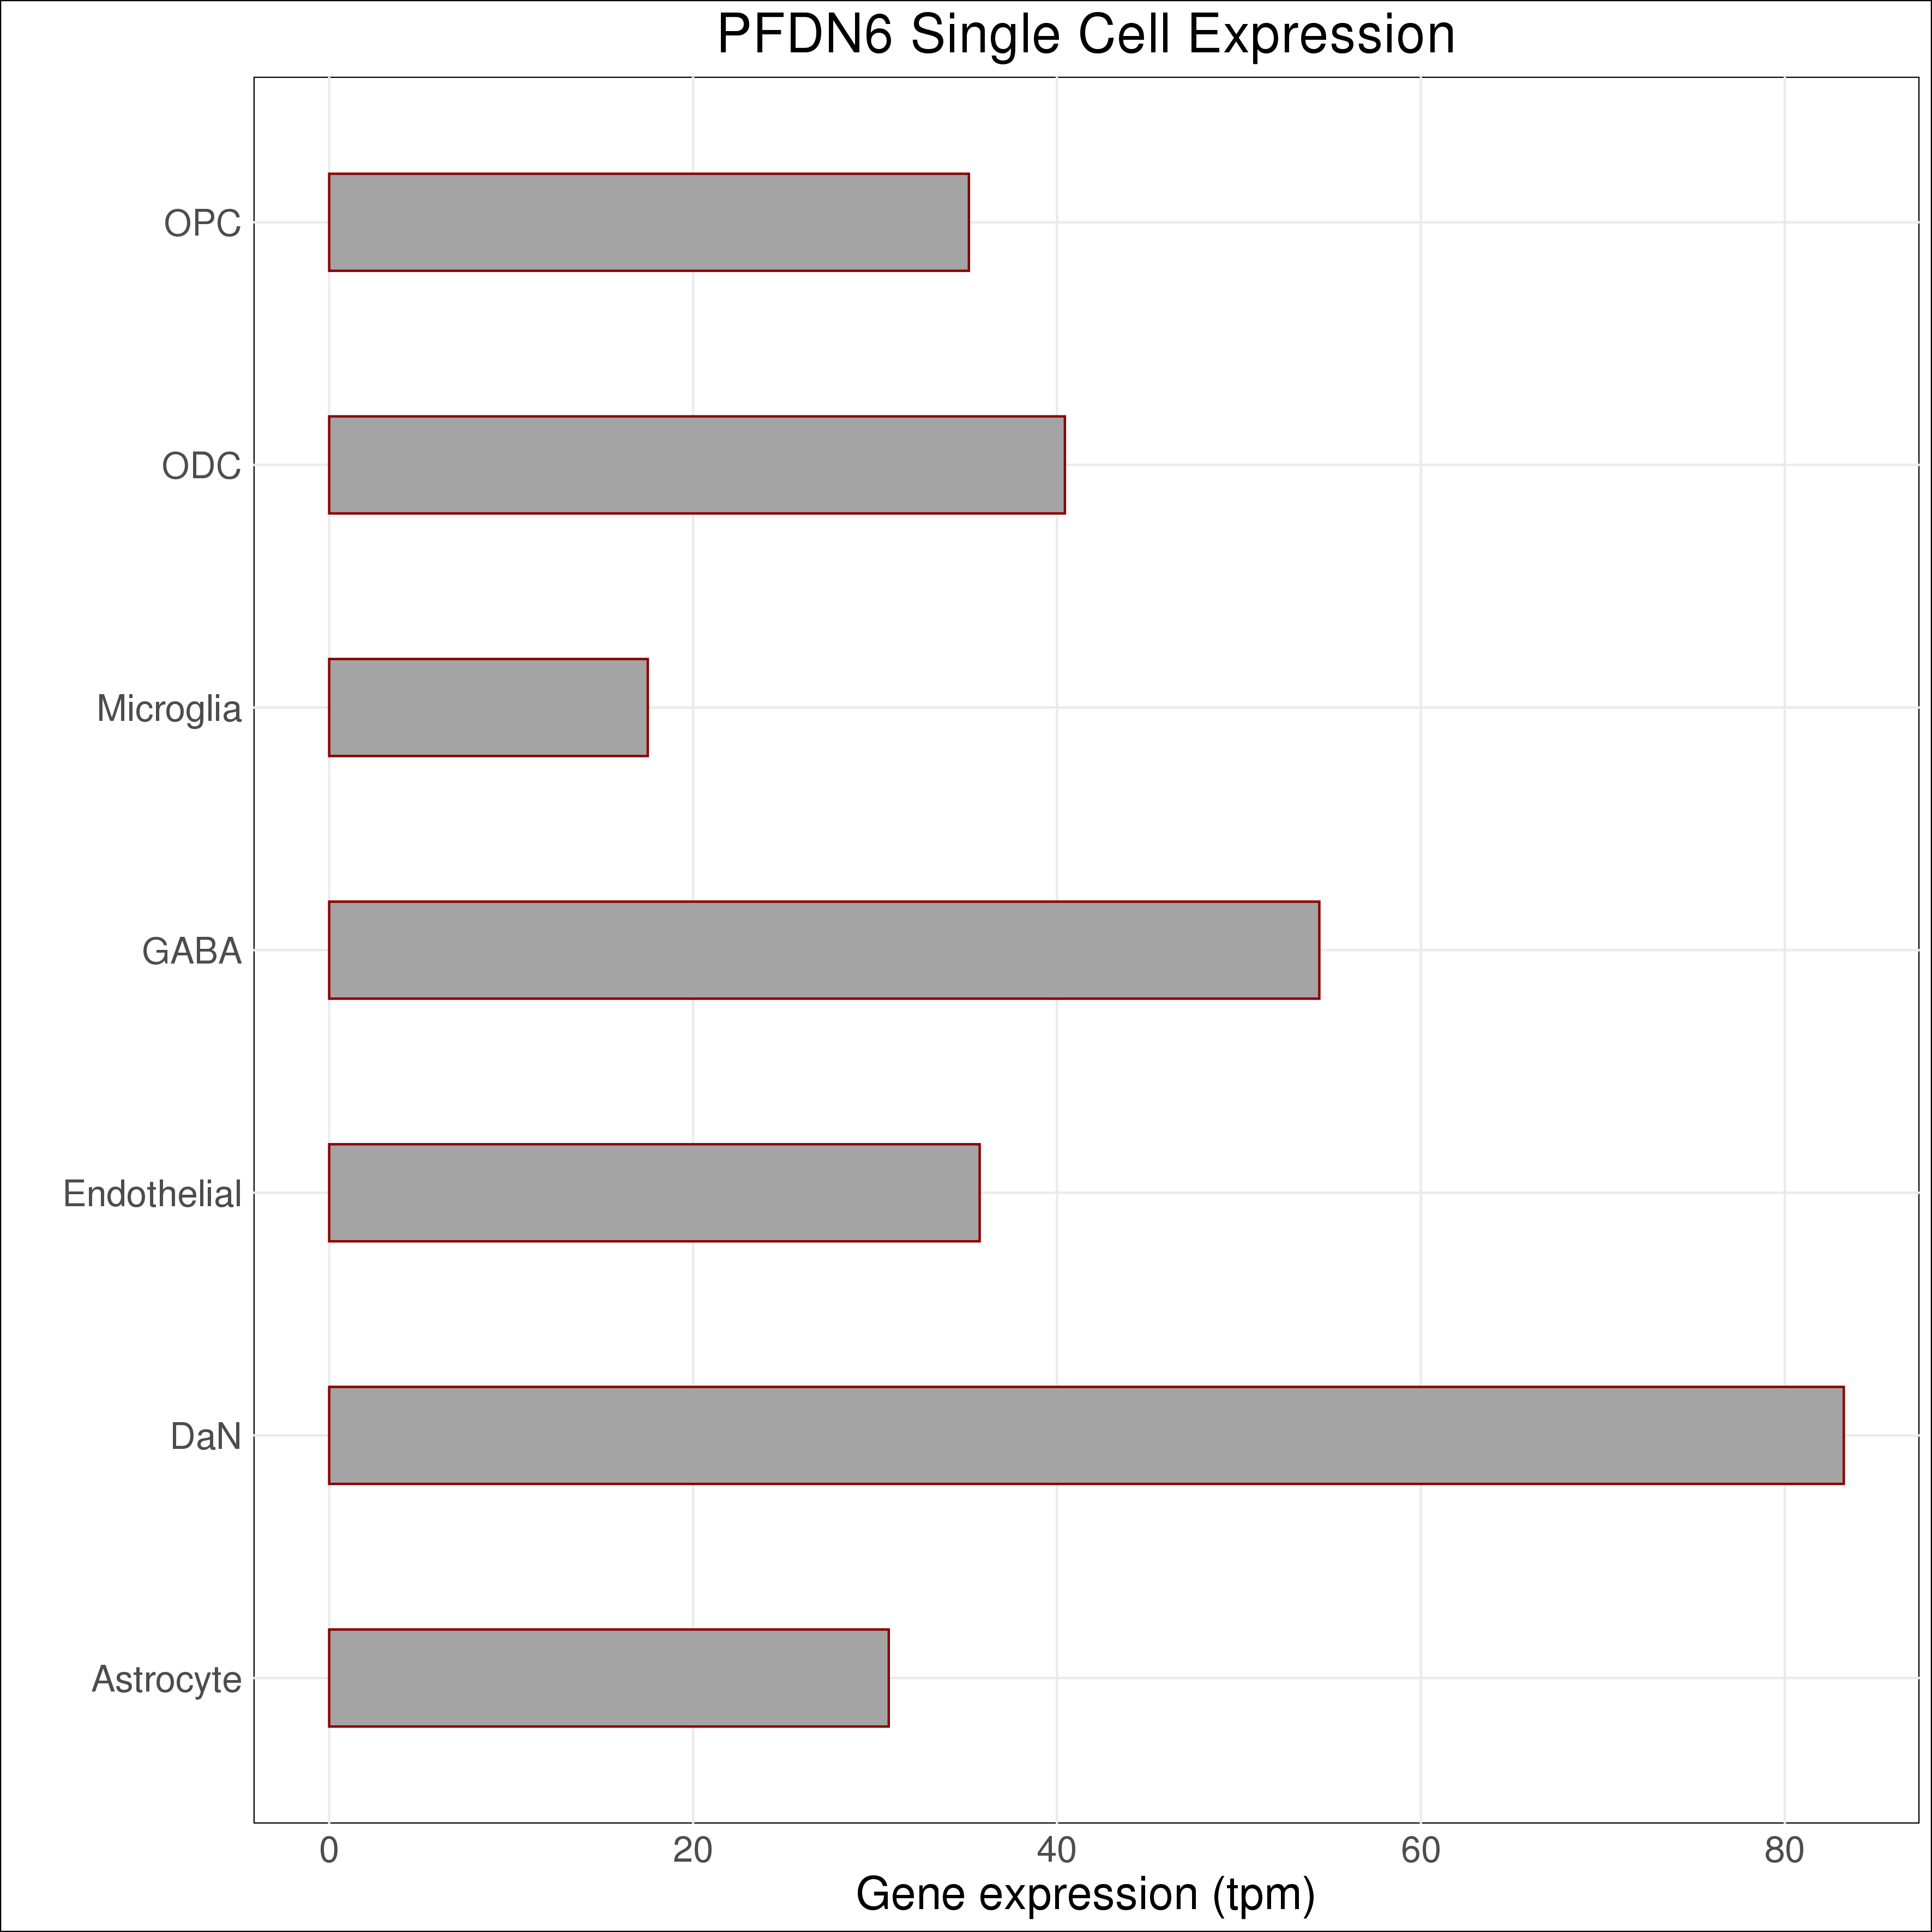 PFDN6 Single Cell Expression
OPC
ODC
Microglia
GABA
Endothelial
DaN
Astrocyte
0 20 40 60 80
Gene expression (tpm)